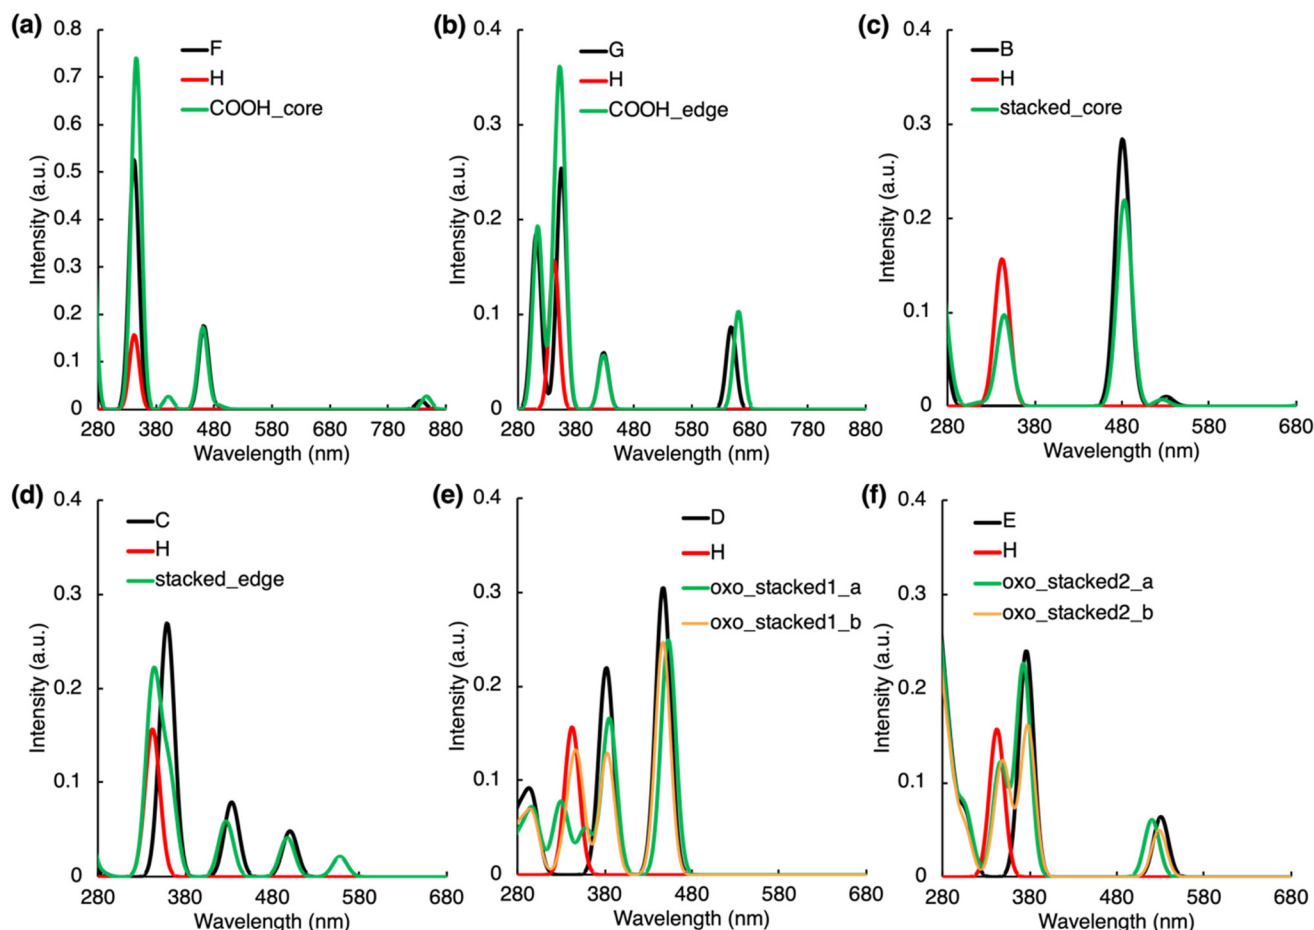 (a)
F
H
COOH_core
Intensity (a.u.)
0.8
0.7
0.6
0.5
0.4
0.3
0.2
0.1
0
280 380 480 580 680 780 880
Wavelength (nm)
(b)
G
H
COOH_edge
Intensity (a.u.)
0.4
0.3
0.2
0.1
0
280 380 480 580 680 780 880
Wavelength (nm)
(c)
B
H
stacked_core
Intensity (a.u.)
0.4
0.3
0.2
0.1
0
280 380 480 580 680
Wavelength (nm)
(d)
C
H
stacked_edge
Intensity (a.u.)
0.4
0.3
0.2
0.1
0
280 380 480 580 680
Wavelength (nm)
(e)
D
H
oxo_stacked1_a
oxo_stacked1_b
Intensity (a.u.)
0.4
0.3
0.2
0.1
0
280 380 480 580 680
Wavelength (nm)
(f)
E
H
oxo_stacked2_a
oxo_stacked2_b
Intensity (a.u.)
0.4
0.3
0.2
0.1
0
280 380 480 580 680
Wavelength (nm)